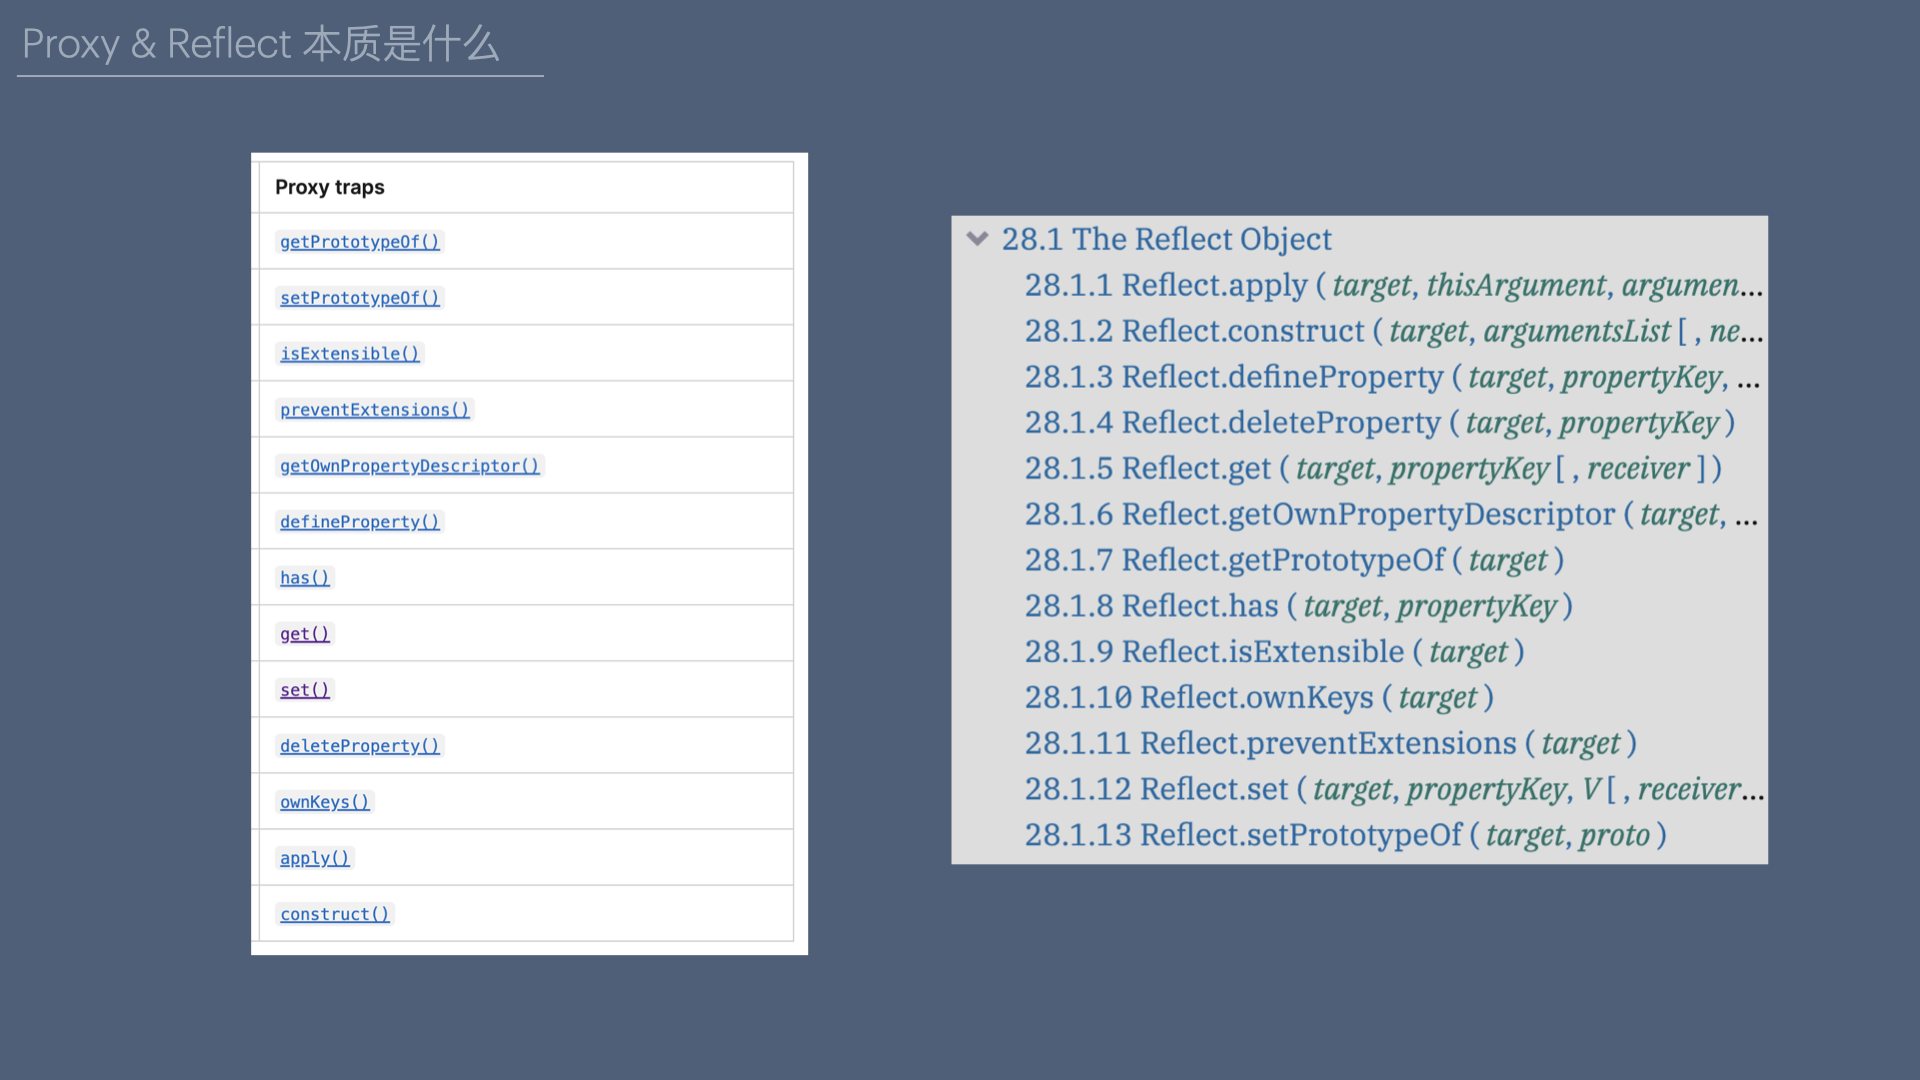 Proxy & Reflect 本质是什么
Proxy traps
getPrototypeOf()
setPrototypeOf()
isExtensible()
preventExtensions()
getOwnPropertyDescriptor()
defineProperty()
has()
get()
set()
deleteProperty()
ownKeys()
apply()
construct()
28.1 The Reflect Object
28.1.1 Reflect.apply ( target, thisArgument, argumen...
28.1.2 Reflect.construct ( target, argumentsList [ , ne...
28.1.3 Reflect.defineProperty ( target, propertyKey, ...
28.1.4 Reflect.deleteProperty ( target, propertyKey )
28.1.5 Reflect.get ( target, propertyKey [ , receiver ] )
28.1.6 Reflect.getOwnPropertyDescriptor ( target, ...
28.1.7 Reflect.getPrototypeOf ( target )
28.1.8 Reflect.has ( target, propertyKey )
28.1.9 Reflect.isExtensible ( target )
28.1.10 Reflect.ownKeys ( target )
28.1.11 Reflect.preventExtensions ( target )
28.1.12 Reflect.set ( target, propertyKey, V [ , receiver...
28.1.13 Reflect.setPrototypeOf ( target, proto )